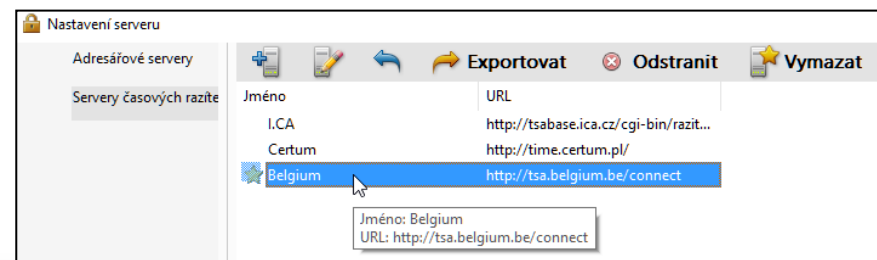 Nastavení serveru
Adresářové servery
Servery časových razíte
Exportovat Odstranit Vymazat
Jméno URL
I.CA http://tsabase.ica.cz/cgi-bin/razit...
Certum http://time.certum.pl/
Belgium http://tsa.belgium.be/connect
Jméno: Belgium
URL: http://tsa.belgium.be/connect